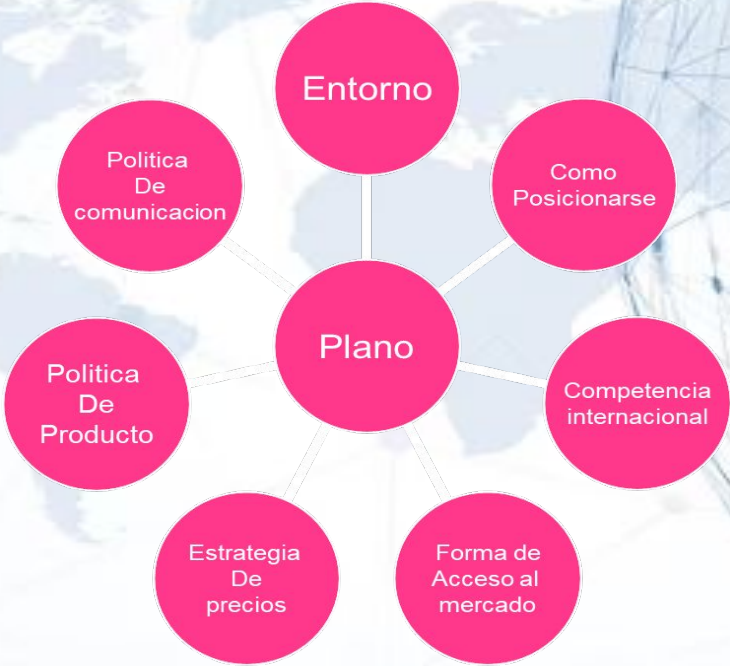 Entorno
Como
Posicionarse
Competencia
internacional
Forma de
Acceso al
mercado
Estrategia
De
precios
Politica
De
Producto
Politica
De
comunicacion
Plano